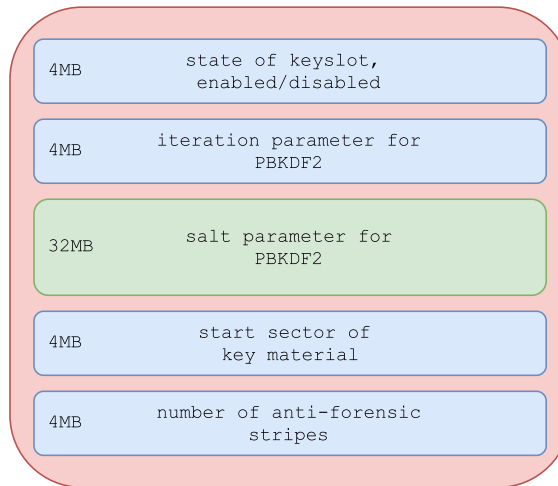 4MB
state of keyslot,
enabled/disabled
4MB
iteration parameter for
PBKDF2
32MB
salt parameter for
PBKDF2
4MB
start sector of
key material
4MB
number of anti-forensic
stripes